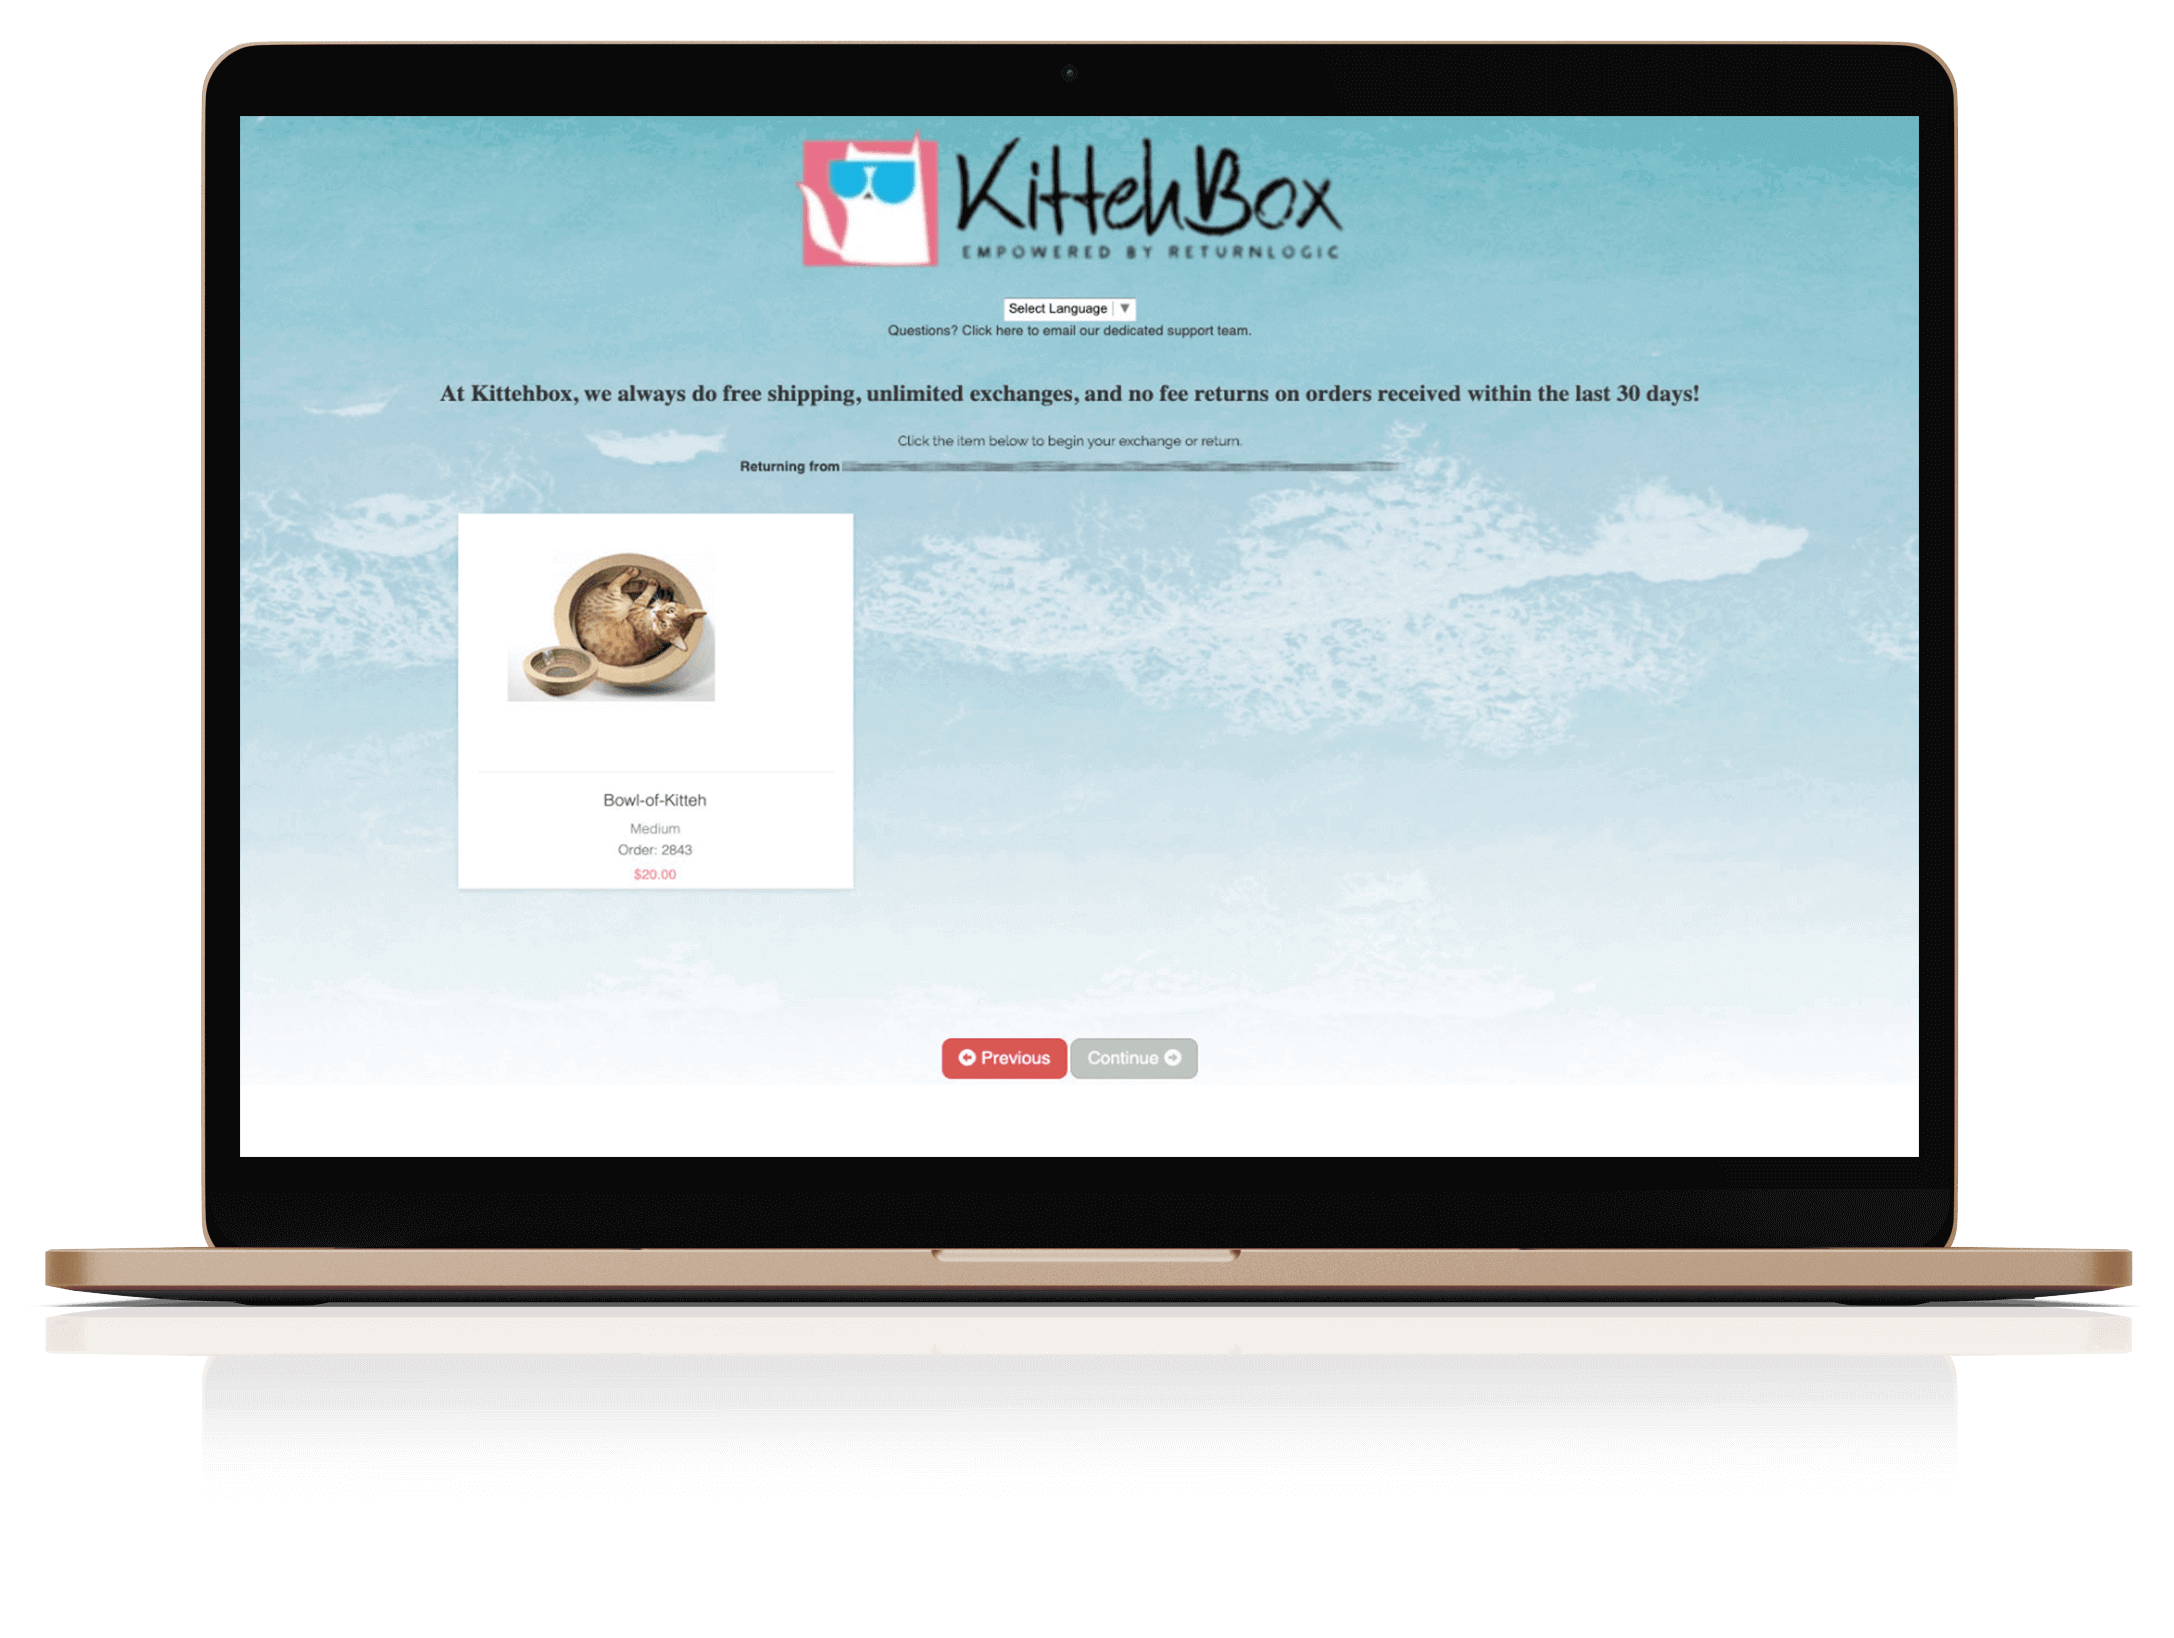 KittehBox
EMPOWERED BY RETURNLOGIC
Select Language ▼
Questions? Click here to email our dedicated support team.
At Kittehbox, we always do free shipping, unlimited exchanges, and no fee returns on orders received within the last 30 days!
Click the item below to begin your exchange or return.
Returning from
Bowl-of-Kitteh
Medium
Order: 2843
$20.00
Previous Continue